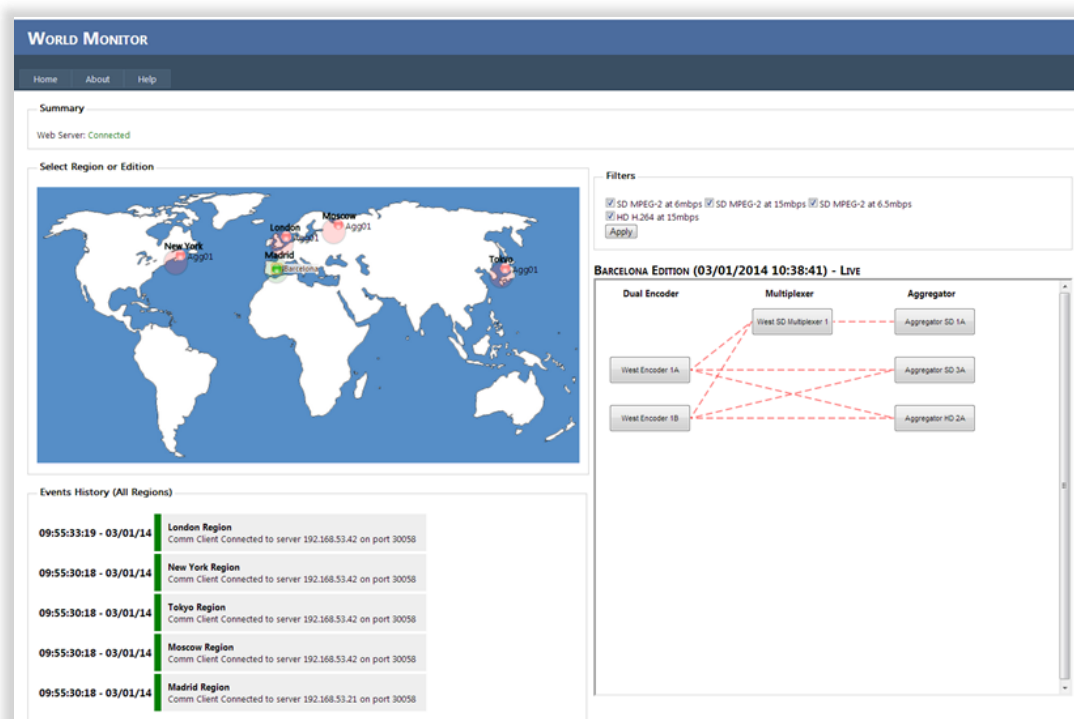 WORLD MONITOR
Home About Help
Summary
Web Server: Connected
Select Region or Edition
Moscow
Agg01
London
Agg01
New York
Agg01
Madrid
Barcelona
Tokyo
Agg01
Filters
SD MPEG-2 at 6mbps SD MPEG-2 at 15mbps SD MPEG-2 at 6.5mbps
HD H.264 at 15mbps
Apply
BARCELONA EDITION (03/01/2014 10:38:41) - LIVE
Dual Encoder Multiplexer Aggregator
West SD Multiplexer 1 Aggregator SD 1A
West Encoder 1A Aggregator SD 3A
West Encoder 1B Aggregator HD 2A
Events History (All Regions)
09:55:33:19 - 03/01/14
London Region
Comm Client Connected to server 192.168.53.42 on port 30058
09:55:30:18 - 03/01/14
New York Region
Comm Client Connected to server 192.168.53.42 on port 30058
09:55:30:18 - 03/01/14
Tokyo Region
Comm Client Connected to server 192.168.53.42 on port 30058
09:55:30:18 - 03/01/14
Moscow Region
Comm Client Connected to server 192.168.53.42 on port 30058
09:55:30:18 - 03/01/14
Madrid Region
Comm Client Connected to server 192.168.53.21 on port 30058